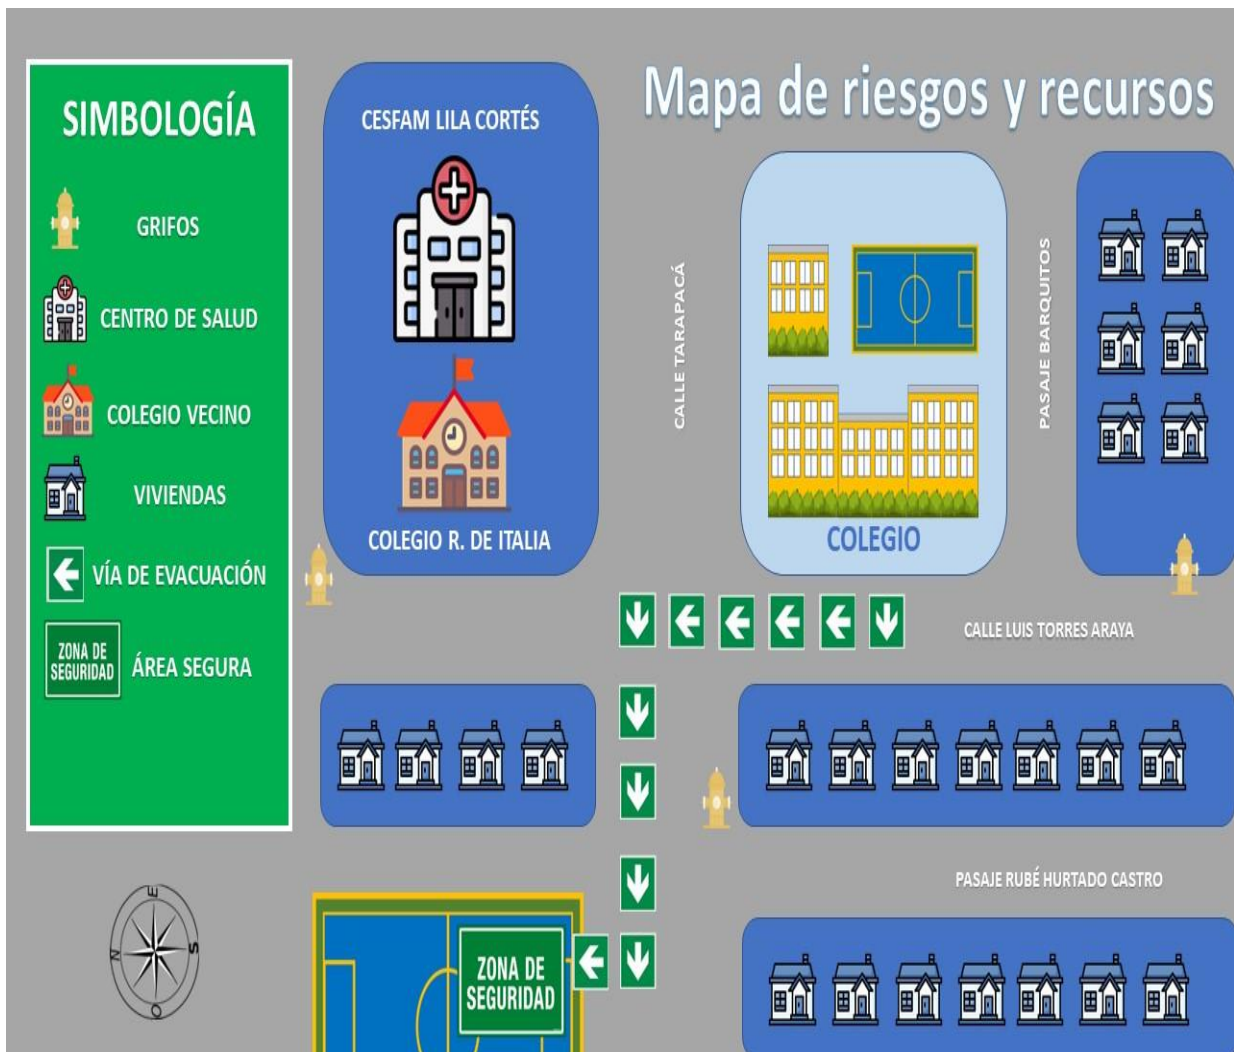 Mapa de riesgos y recursos
SIMBOLOGÍA
GRIFOS
CENTRO DE SALUD
COLEGIO VECINO
VIVIENDAS
VÍA DE EVACUACIÓN
ZONA DE
SEGURIDAD
ÁREA SEGURA
CESFAM LILA CORTÉS
COLEGIO R. DE ITALIA
CALLE TARAPACÁ
COLEGIO
PASAJE BARQUITOS
CALLE LUIS TORRES ARAYA
PASAJE RUBÉ HURTADO CASTRO
E
N
S
O
ZONA DE
SEGURIDAD